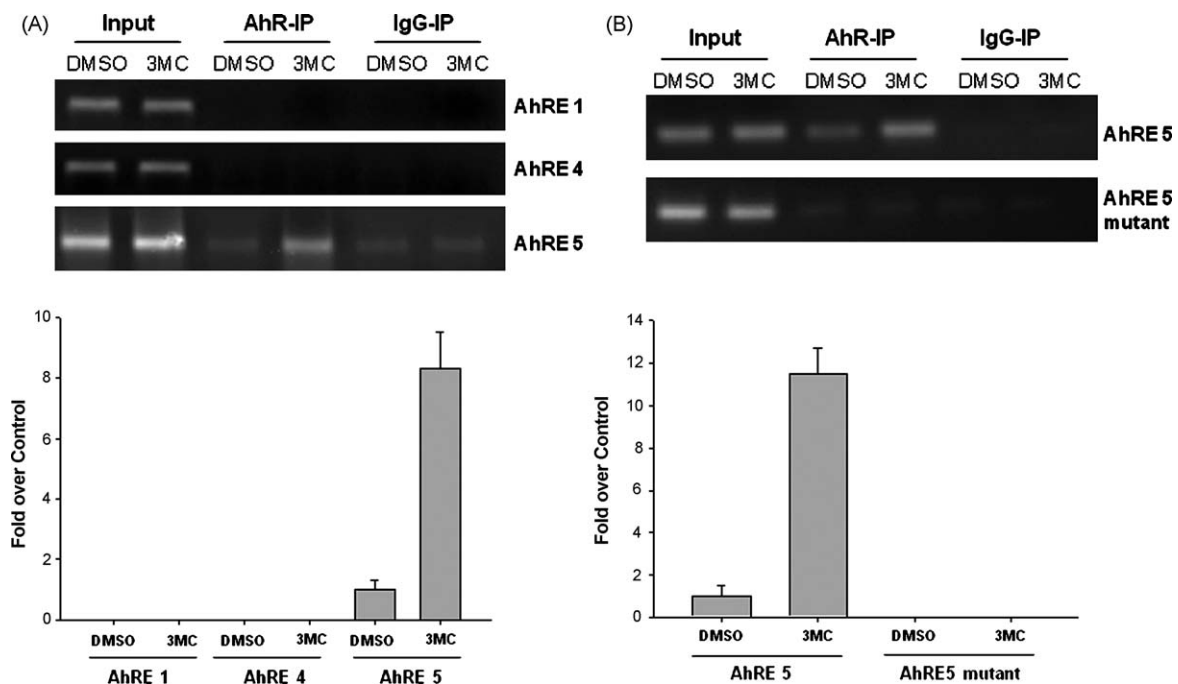 (A)
Input AhR-IP IgG-IP
DMSO 3MC DMSO 3MC DMSO 3MC
AhRE 1
AhRE 4
AhRE 5
10
8
6
4
2
0
Fold over Control
DMSO 3MC DMSO 3MC DMSO 3MC
AhRE 1 AhRE 4 AhRE 5
(B)
Input AhR-IP IgG-IP
DMSO 3MC DMSO 3MC DMSO 3MC
AhRE 5
AhRE 5
mutant
14
12
10
8
6
4
2
0
Fold over Control
DMSO 3MC DMSO 3MC
AhRE 5 AhRE5 mutant